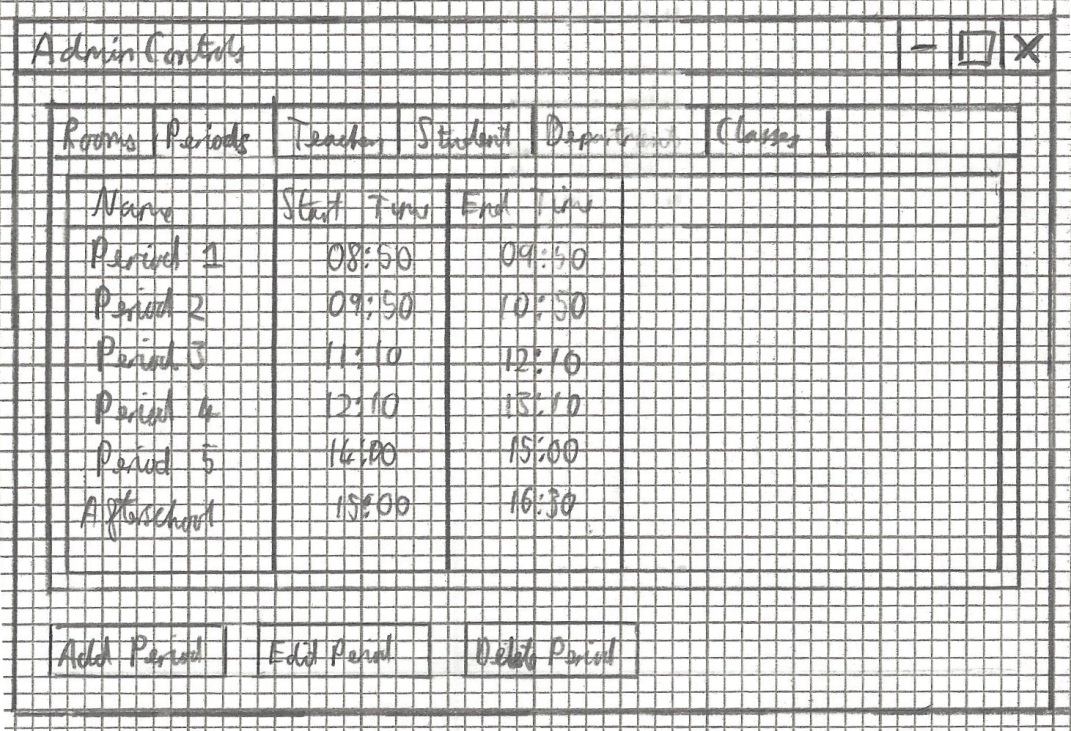 Admin Controls
Rooms Periods Teacher Student Department Classes
Name Start Time End Time
Period 1 08:50 09:50
Period 2 09:50 10:50
Period 3 11:10 12:10
Period 4 12:10 13:10
Period 5 14:00 15:00
Afterschool 15:00 16:30
Add Period Edit Period Delete Period